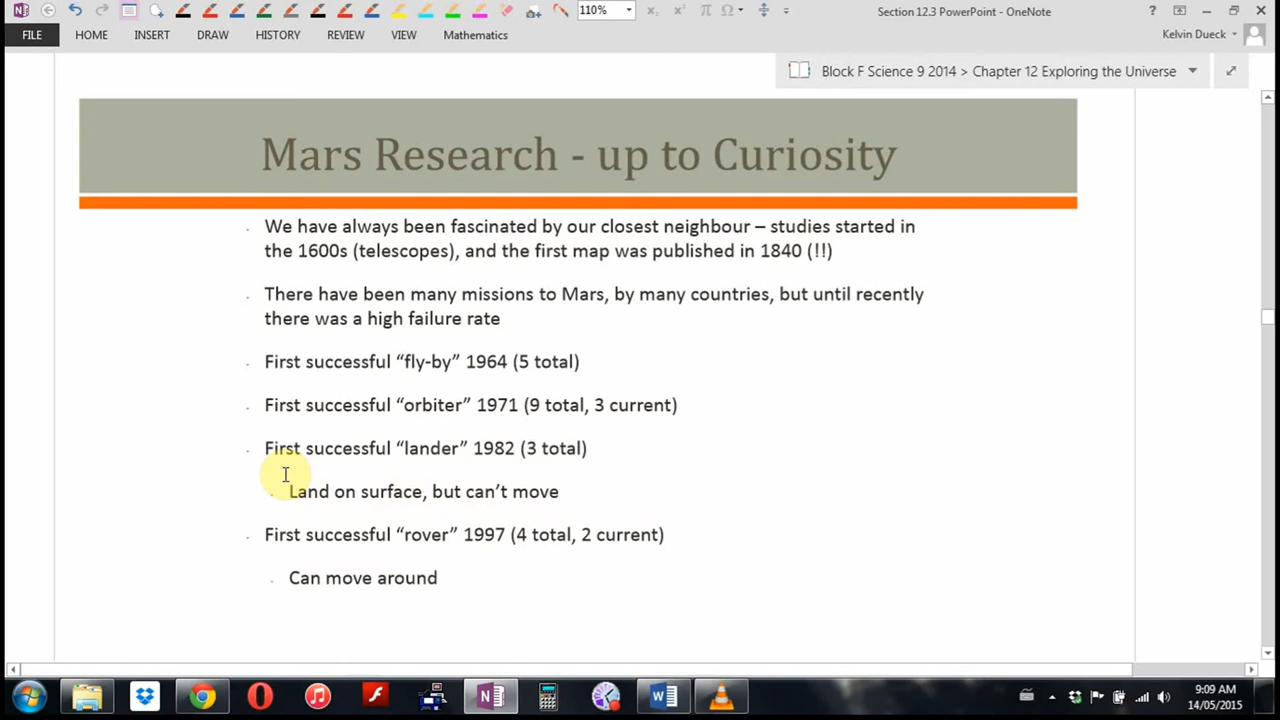 Section 12.3 PowerPoint - OneNote
110%
FILE HOME INSERT DRAW HISTORY REVIEW VIEW Mathematics
Kelvin Dueck
Block F Science 9 2014 > Chapter 12 Exploring the Universe
Mars Research - up to Curiosity
We have always been fascinated by our closest neighbour – studies started in
the 1600s (telescopes), and the first map was published in 1840 (!!)
There have been many missions to Mars, by many countries, but until recently
there was a high failure rate
First successful “fly-by” 1964 (5 total)
First successful “orbiter” 1971 (9 total, 3 current)
First successful “lander” 1982 (3 total)
Land on surface, but can’t move
First successful “rover” 1997 (4 total, 2 current)
Can move around
9:09 AM
14/05/2015